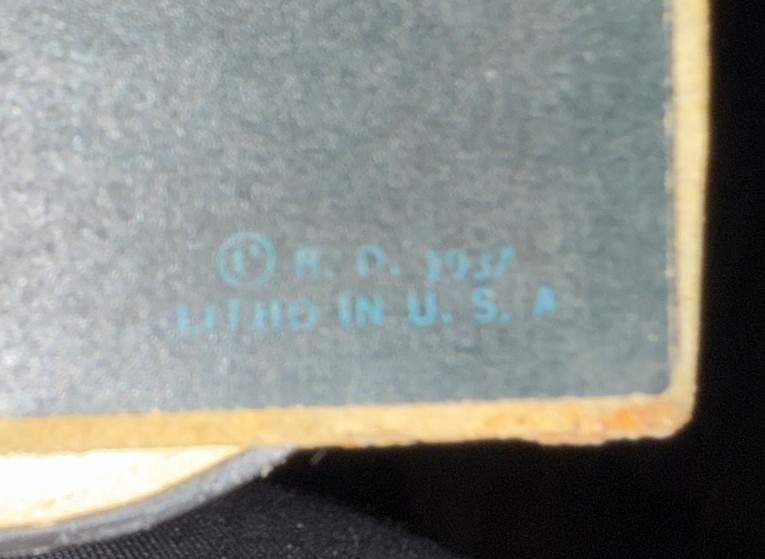 © R. D. 1937
LITHO IN U. S. A